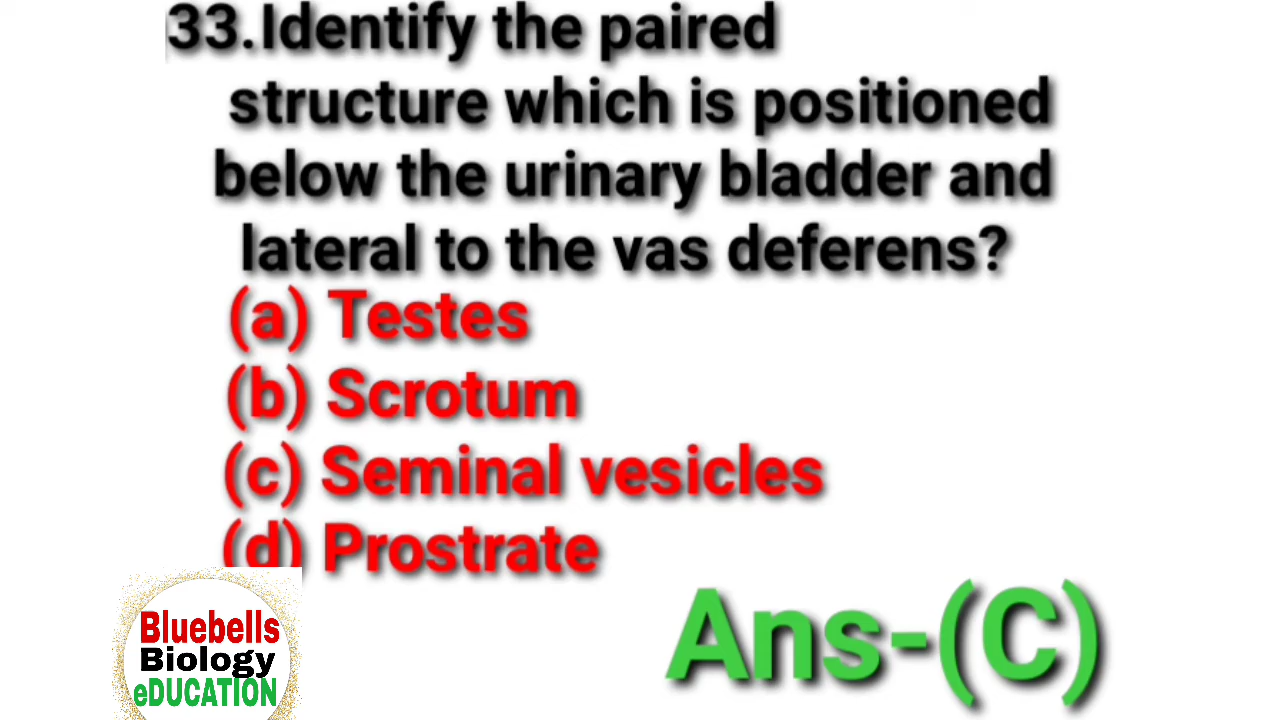 33.Identify the paired
structure which is positioned
below the urinary bladder and
lateral to the vas deferens?
(a) Testes
(b) Scrotum
(c) Seminal vesicles
(d) Prostrate
Ans-(C)
Bluebells
Biology
eDUCATION